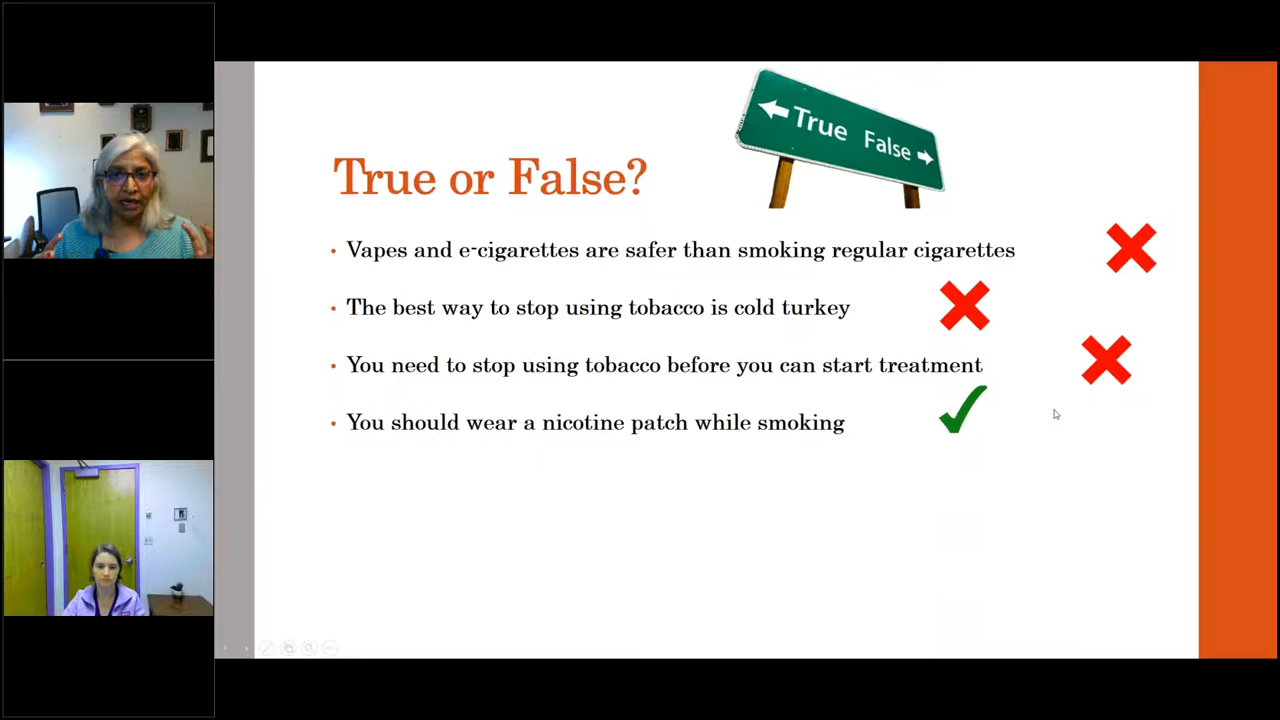 True False
True or False?
Vapes and e-cigarettes are safer than smoking regular cigarettes
The best way to stop using tobacco is cold turkey
You need to stop using tobacco before you can start treatment
You should wear a nicotine patch while smoking